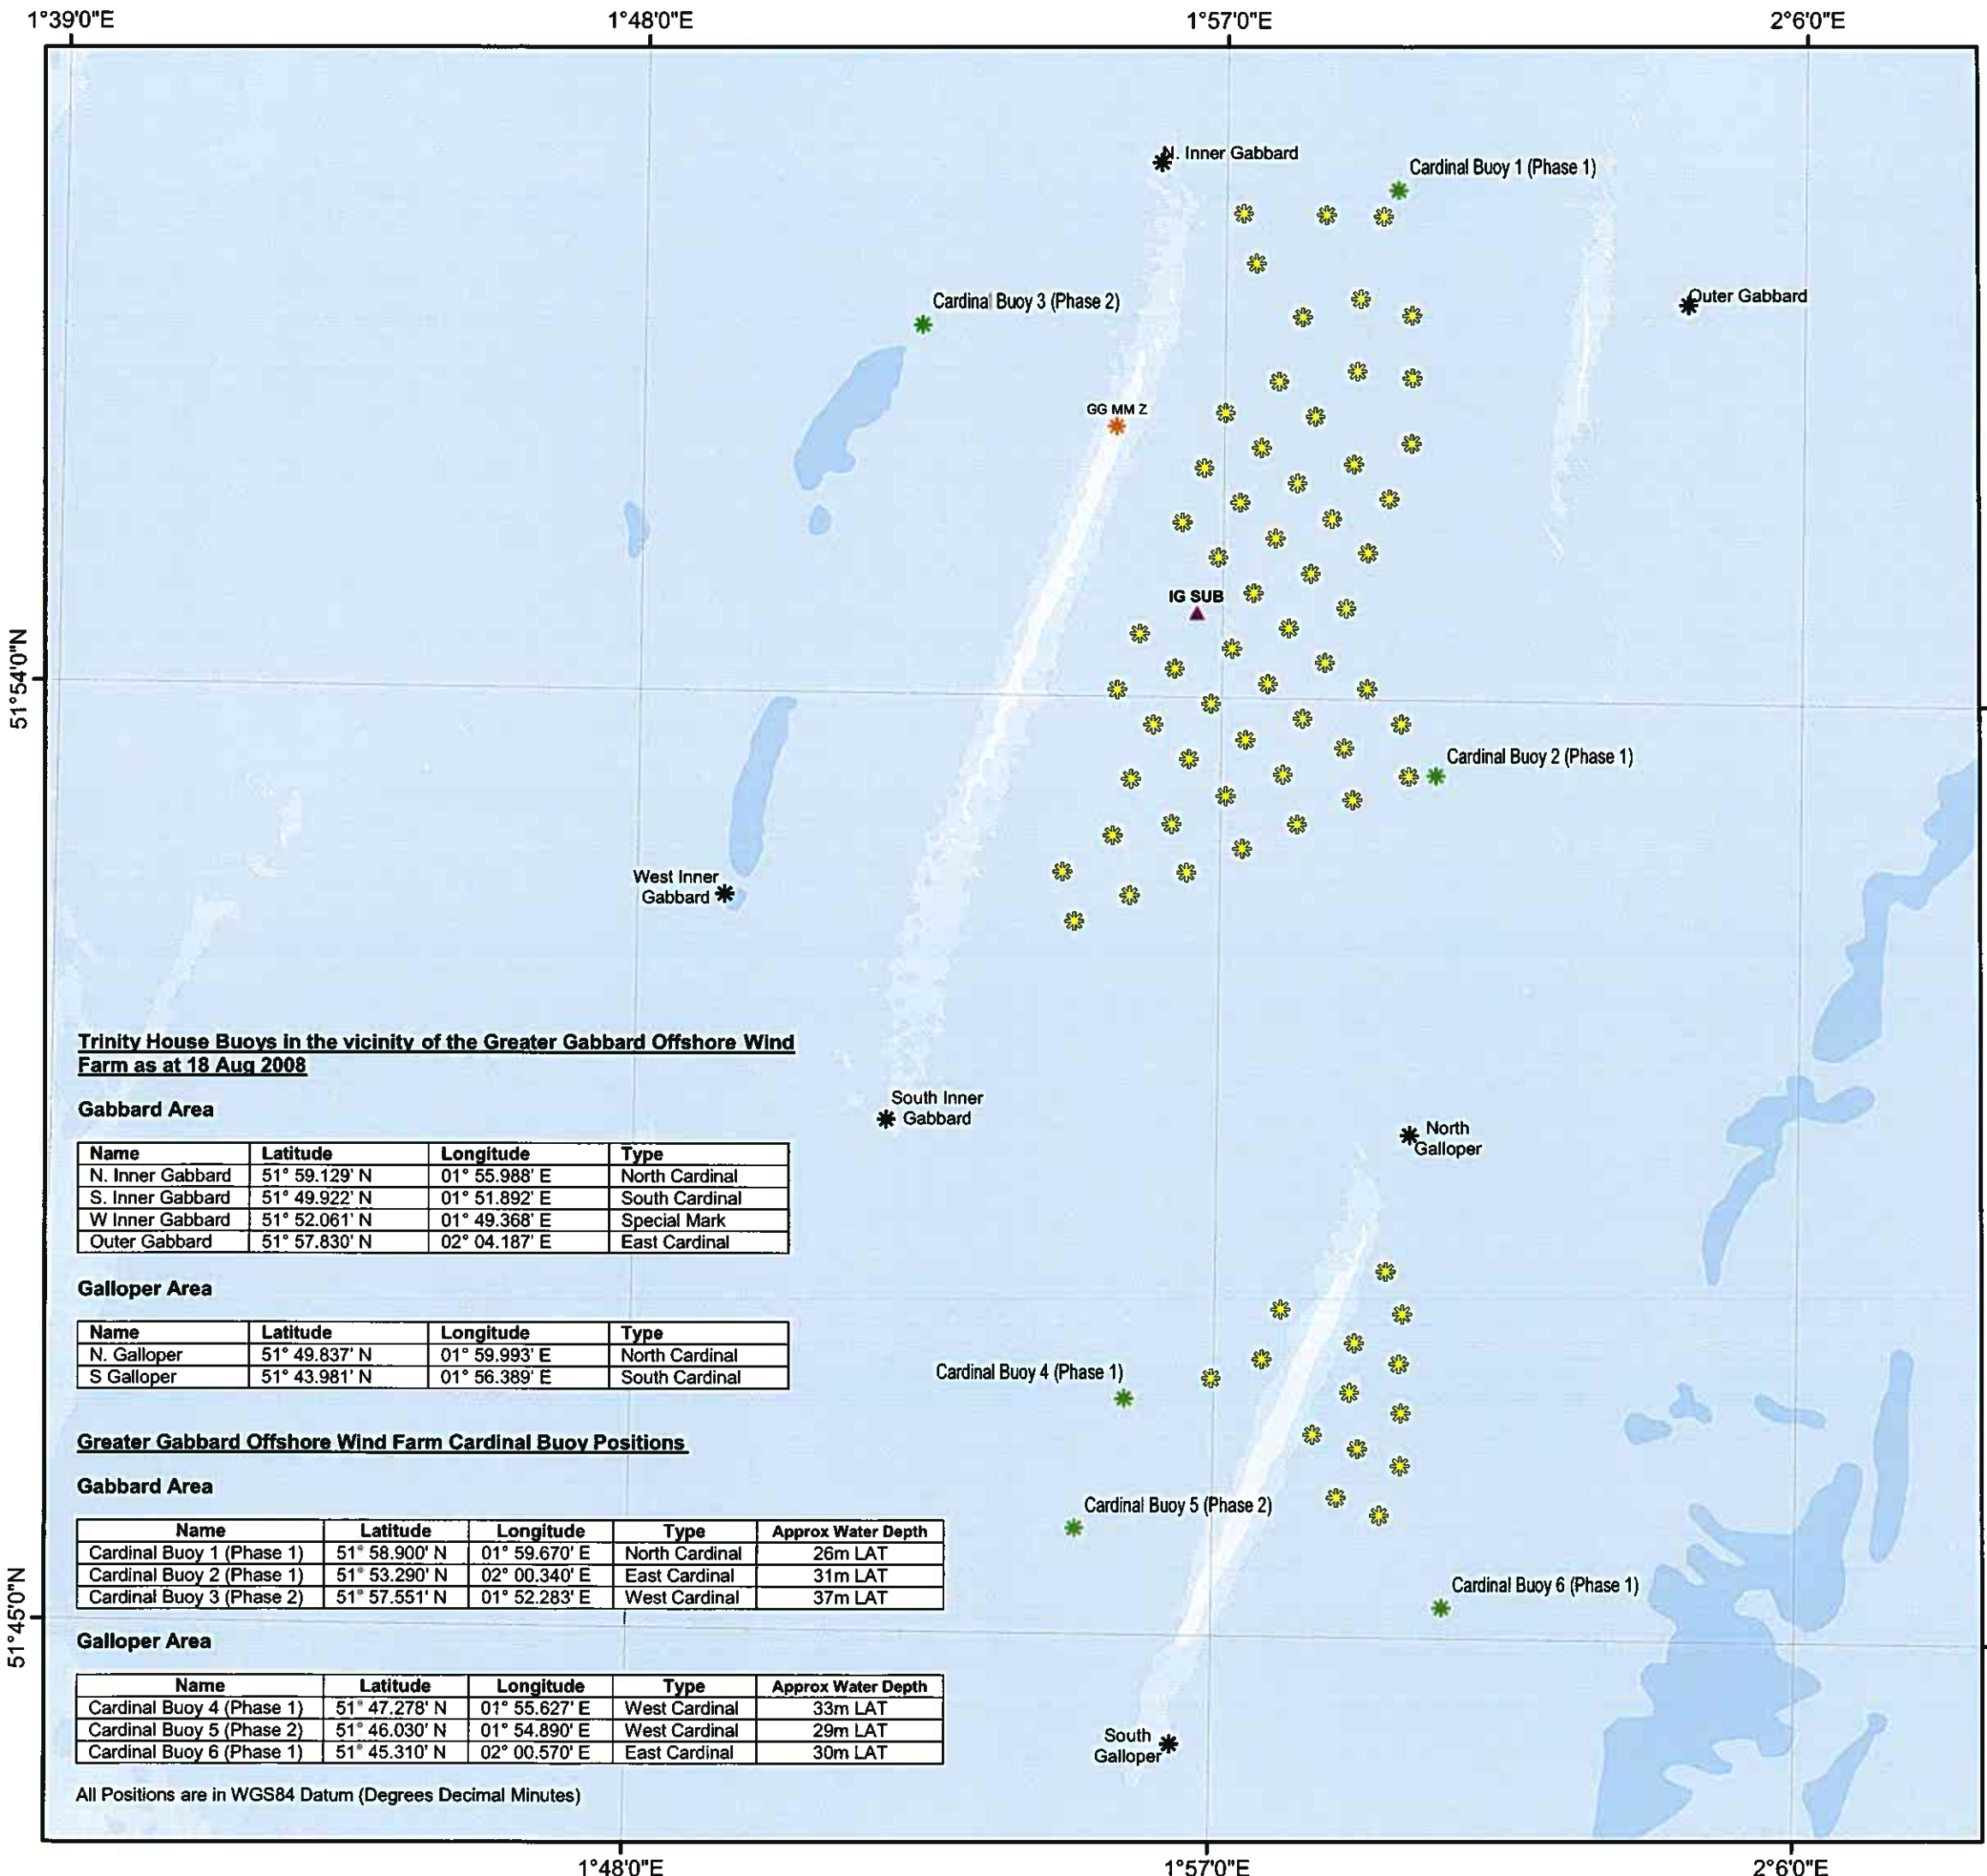 1°39'0"E 1°48'0"E 1°57'0"E 2°6'0"E
N. Inner Gabbard
Cardinal Buoy 1 (Phase 1)
Cardinal Buoy 3 (Phase 2)
Outer Gabbard
GG MM Z
IG SUB
51°54'0"N
Cardinal Buoy 2 (Phase 1)
West Inner
Gabbard
Trinity House Buoys in the vicinity of the Greater Gabbard Offshore Wind
Farm as at 18 Aug 2008
Gabbard Area
South Inner
Gabbard
North
Galloper
Name Latitude Longitude Type
N. Inner Gabbard 51° 59.129' N 01° 55.988' E North Cardinal
S. Inner Gabbard 51° 49.922' N 01° 51.892' E South Cardinal
W Inner Gabbard 51° 52.061' N 01° 49.368' E Special Mark
Outer Gabbard 51° 57.830' N 02° 04.187' E East Cardinal
Galloper Area
Name Latitude Longitude Type
N. Galloper 51° 49.837' N 01° 59.993' E North Cardinal
S Galloper 51° 43.981' N 01° 56.389' E South Cardinal
Cardinal Buoy 4 (Phase 1)
Greater Gabbard Offshore Wind Farm Cardinal Buoy Positions
Gabbard Area
Cardinal Buoy 5 (Phase 2)
Name Latitude Longitude Type Approx Water Depth
Cardinal Buoy 1 (Phase 1) 51° 58.900' N 01° 59.670' E North Cardinal 26m LAT
Cardinal Buoy 2 (Phase 1) 51° 53.290' N 02° 00.340' E East Cardinal 31m LAT
Cardinal Buoy 3 (Phase 2) 51° 57.551' N 01° 52.283' E West Cardinal 37m LAT
Cardinal Buoy 6 (Phase 1)
51°45'0"N
Galloper Area
Name Latitude Longitude Type Approx Water Depth
Cardinal Buoy 4 (Phase 1) 51° 47.278' N 01° 55.627' E West Cardinal 33m LAT
Cardinal Buoy 5 (Phase 2) 51° 46.030' N 01° 54.890' E West Cardinal 29m LAT
Cardinal Buoy 6 (Phase 1) 51° 45.310' N 02° 00.570' E East Cardinal 30m LAT
South
Galloper
All Positions are in WGS84 Datum (Degrees Decimal Minutes)
1°48'0"E 1°57'0"E 2°6'0"E